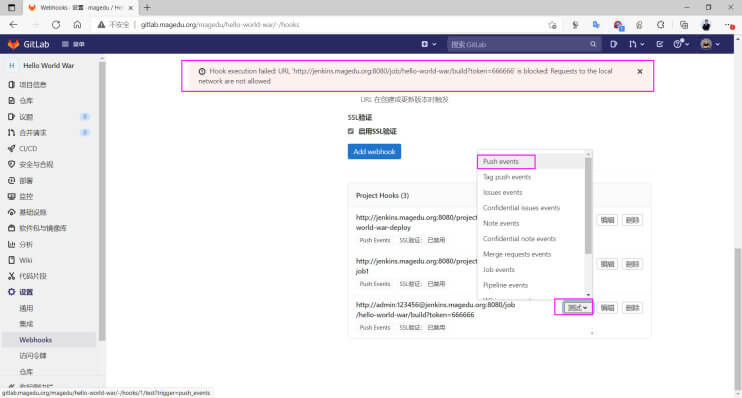 Webhooks · 设置 · magedu / Hel
不安全 | gitlab.magedu.org/magedu/hello-world-war/-/hooks
GitLab
菜单
搜索 GitLab
H Hello World War
Hook execution failed: URL 'http://jenkins.magedu.org:8080/job/hello-world-war/build?token=666666' is blocked: Requests to the local
network are not allowed
项目信息
仓库
议题 0
合并请求 0
CI/CD
安全与合规
部署
监控
基础设施
软件包与镜像库
分析
Wiki
代码片段
设置
通用
集成
Webhooks
访问令牌
仓库
URL 在创建或更新版本时触发
SSL验证
启用SSL验证
Add webhook
Push events
Tag push events
Issues events
Confidential issues events
Note events
Confidential note events
Merge requests events
Job events
Pipeline events
Project Hooks (3)
http://jenkins.magedu.org:8080/project
world-war-deploy
Push Events SSL验证: 已禁用
编辑 删除
http://jenkins.magedu.org:8080/project
job1
Push Events SSL验证: 已禁用
编辑 删除
http://admin:123456@jenkins.magedu.org:8080/job
/hello-world-war/build?token=666666
Push Events SSL验证: 已禁用
测试 编辑 删除
gitlab.magedu.org/magedu/hello-world-war/-/hooks/1/test?trigger=push_events